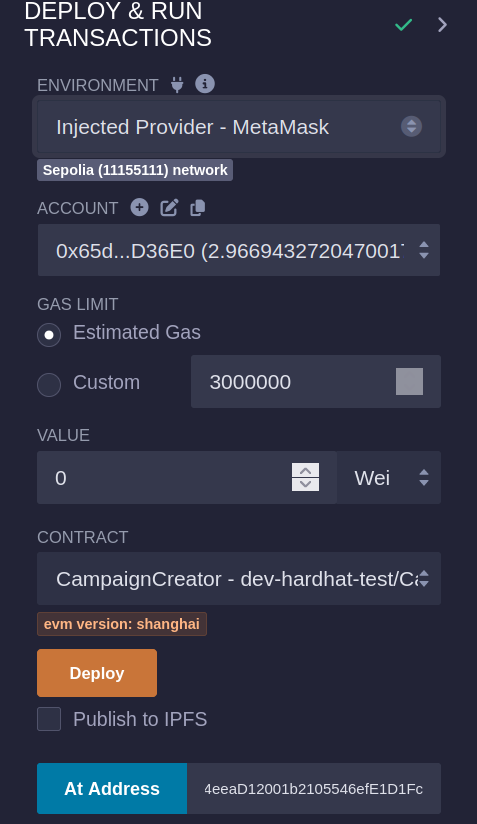 DEPLOY & RUN
TRANSACTIONS
ENVIRONMENT
Injected Provider - MetaMask
Sepolia (11155111) network
ACCOUNT
0x65d...D36E0 (2.966943272047001
GAS LIMIT
Estimated Gas
Custom
3000000
VALUE
0
Wei
CONTRACT
CampaignCreator - dev-hardhat-test/Ca
evm version: shanghai
Deploy
Publish to IPFS
At Address
4eeaD12001b2105546efE1D1Fc